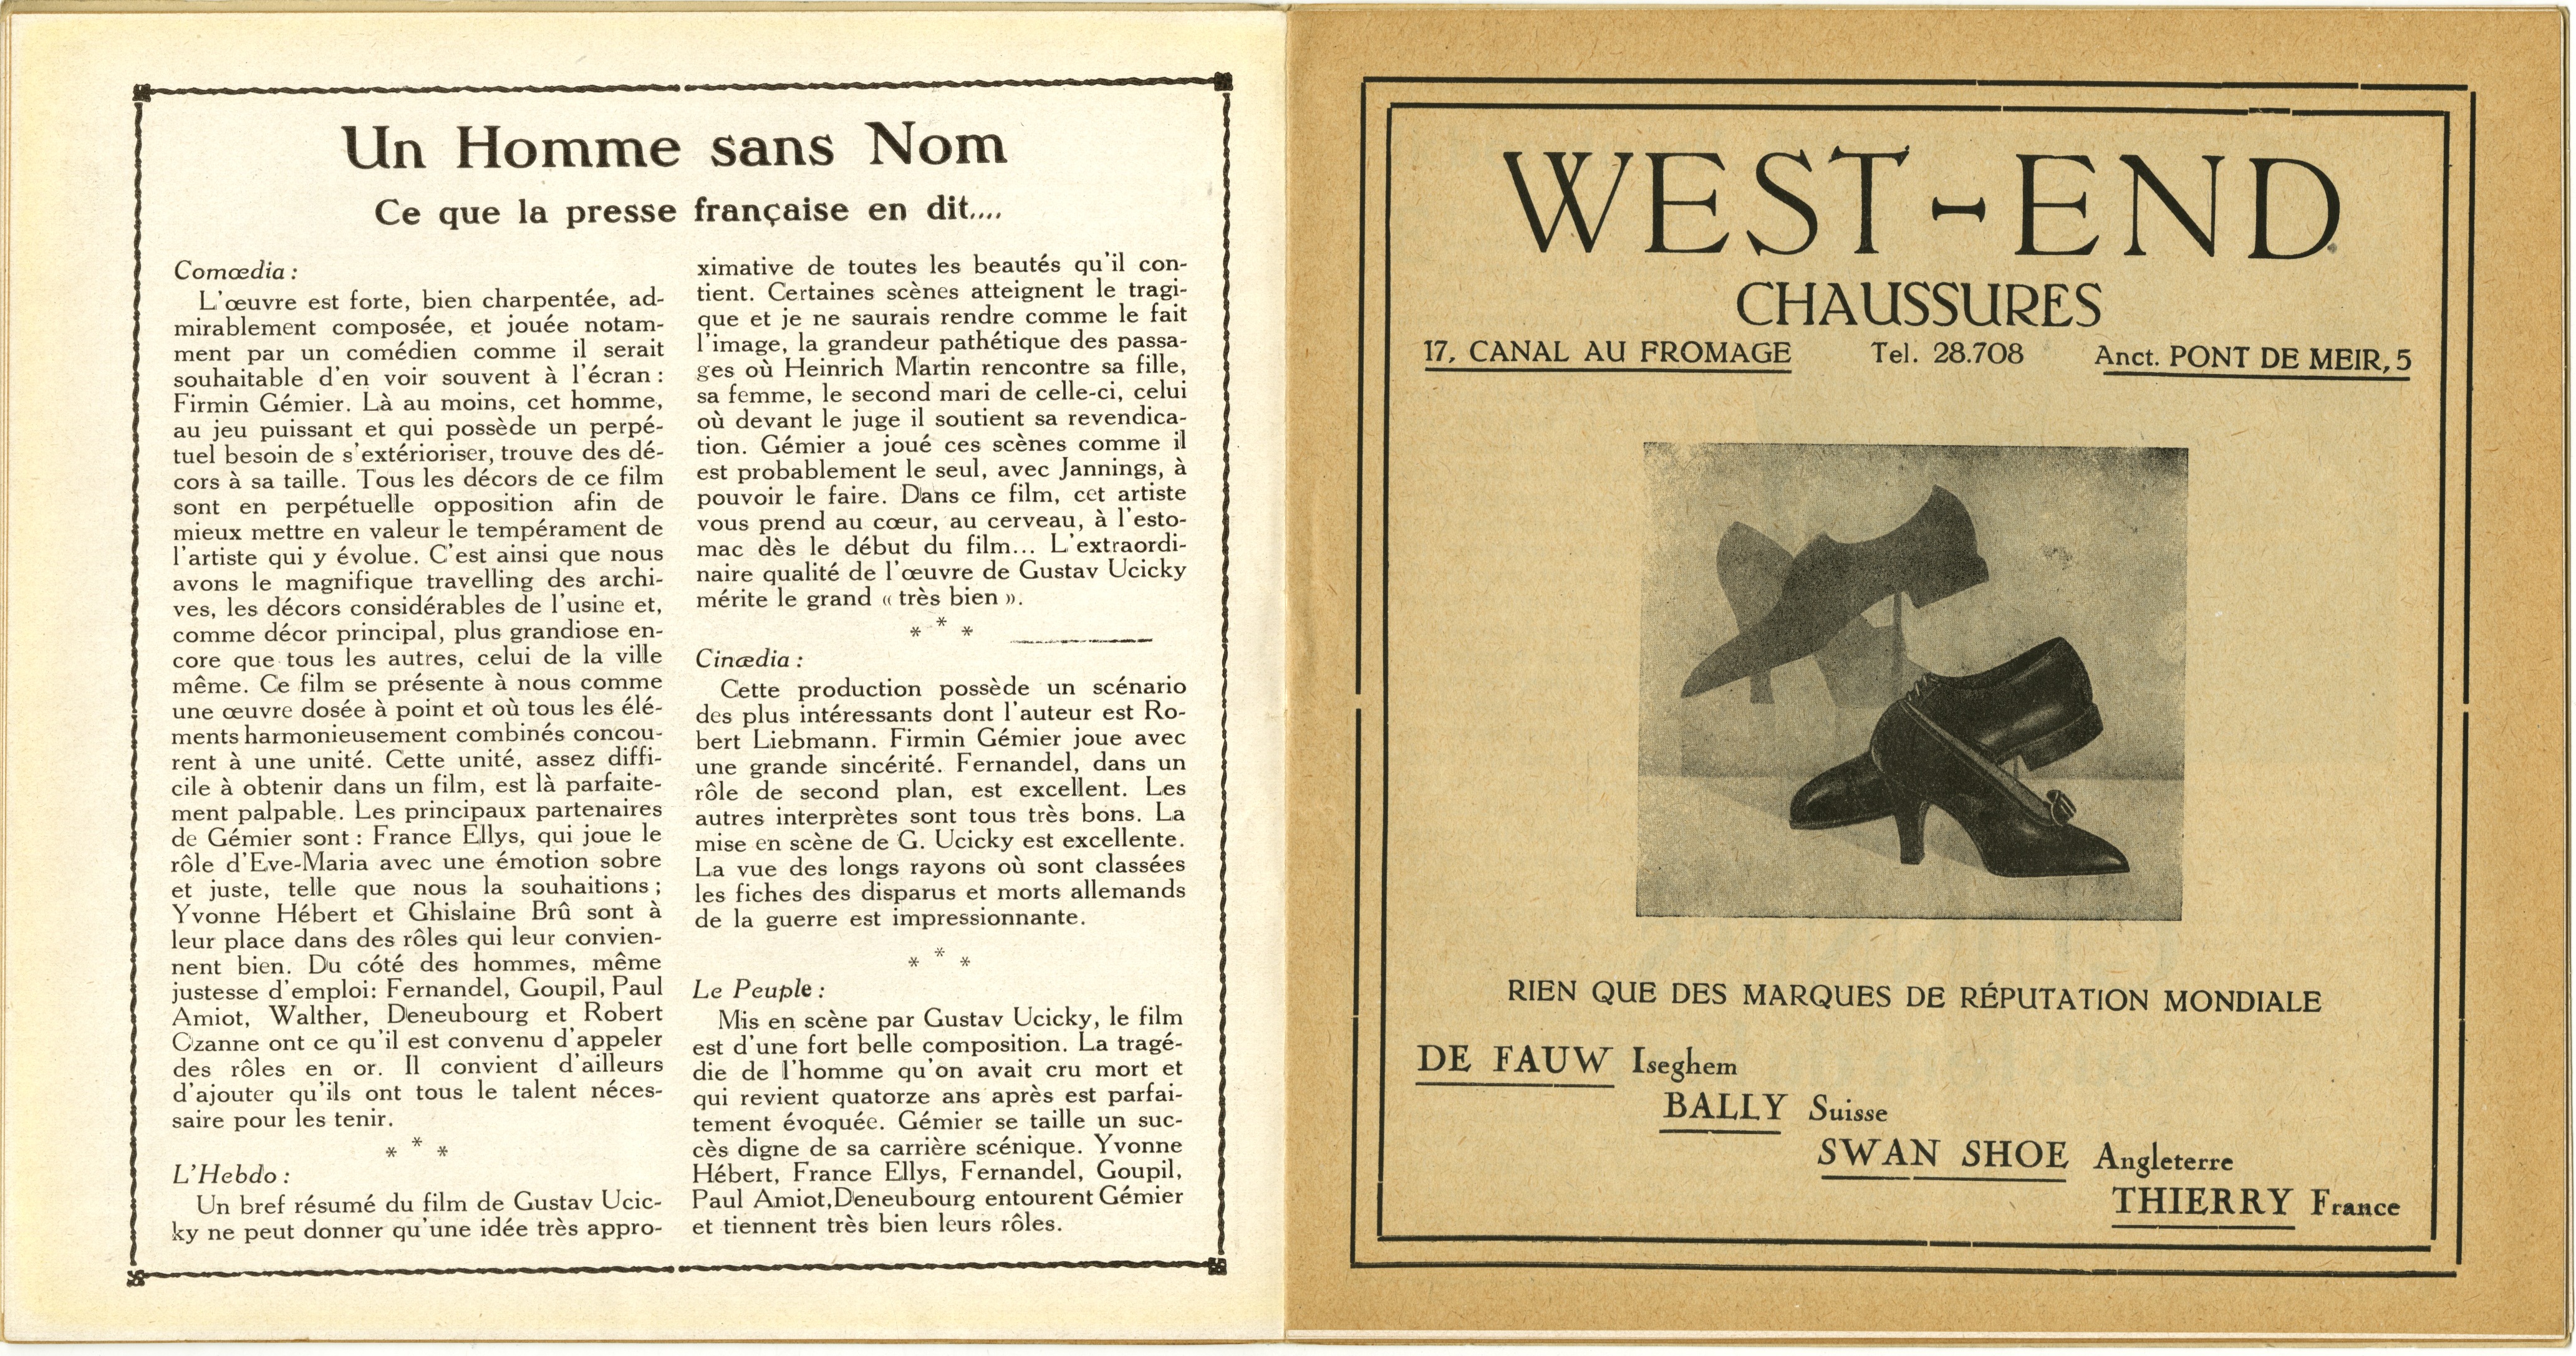 Un Homme sans Nom
Ce que la presse française en dit....
Comœdia :
L'œuvre est forte, bien charpentée, ad-
mirablement composée, et jouée notam-
ment par un comédien comme il serait
souhaitable d'en voir souvent à l'écran :
Firmin Gémier. Là au moins, cet homme,
au jeu puissant et qui possède un perpé-
tuel besoin de s'extérioriser, trouve des dé-
cors à sa taille. Tous les décors de ce film
sont en perpétuelle opposition afin de
mieux mettre en valeur le tempérament de
l'artiste qui y évolue. C'est ainsi que nous
avons le magnifique travelling des archi-
ves, les décors considérables de l'usine et,
comme décor principal, plus grandiose en-
core que tous les autres, celui de la ville
même. Ce film se présente à nous comme
une œuvre dosée à point et où tous les élé-
ments harmonieusement combinés concou-
rent à une unité. Cette unité, assez diffi-
cile à obtenir dans un film, est là parfaite-
ment palpable. Les principaux partenaires
de Gémier sont : France Ellys, qui joue le
rôle d'Eve-Maria avec une émotion sobre
et juste, telle que nous la souhaitions ;
Yvonne Hébert et Ghislaine Brû sont à
leur place dans des rôles qui leur convien-
nent bien. Du côté des hommes, même
justesse d'emploi: Fernandel, Goupil, Paul
Amiot, Walther, Deneubourg et Robert
Ozanne ont ce qu'il est convenu d'appeler
des rôles en or. Il convient d'ailleurs
d'ajouter qu'ils ont tous le talent néces-
saire pour les tenir.
* * *
L'Hebdo :
Un bref résumé du film de Gustav Ucic-
ky ne peut donner qu'une idée très appro-
ximative de toutes les beautés qu'il con-
tient. Certaines scènes atteignent le tragi-
que et je ne saurais rendre comme le fait
l'image, la grandeur pathétique des passa-
ges où Heinrich Martin rencontre sa fille,
sa femme, le second mari de celle-ci, celui
où devant le juge il soutient sa revendica-
tion. Gémier a joué ces scènes comme il
est probablement le seul, avec Jannings, à
pouvoir le faire. Dans ce film, cet artiste
vous prend au cœur, au cerveau, à l'esto-
mac dès le début du film... L'extraordi-
naire qualité de l'œuvre de Gustav Ucicky
mérite le grand « très bien ».
* * *
Cinœdia :
Cette production possède un scénario
des plus intéressants dont l'auteur est Ro-
bert Liebmann. Firmin Gémier joue avec
une grande sincérité. Fernandel, dans un
rôle de second plan, est excellent. Les
autres interprètes sont tous très bons. La
mise en scène de G. Ucicky est excellente.
La vue des longs rayons où sont classées
les fiches des disparus et morts allemands
de la guerre est impressionnante.
* * *
Le Peuple :
Mis en scène par Gustav Ucicky, le film
est d'une fort belle composition. La tragé-
die de l'homme qu'on avait cru mort et
qui revient quatorze ans après est parfai-
tement évoquée. Gémier se taille un suc-
cès digne de sa carrière scénique. Yvonne
Hébert, France Ellys, Fernandel, Goupil,
Paul Amiot,Deneubourg entourent Gémier
et tiennent très bien leurs rôles.
WEST-END
CHAUSSURES
17, CANAL AU FROMAGE Tel. 28.708 Anct. PONT DE MEIR, 5
RIEN QUE DES MARQUES DE RÉPUTATION MONDIALE
DE FAUW Iseghem
BALLY Suisse
SWAN SHOE Angleterre
THIERRY France